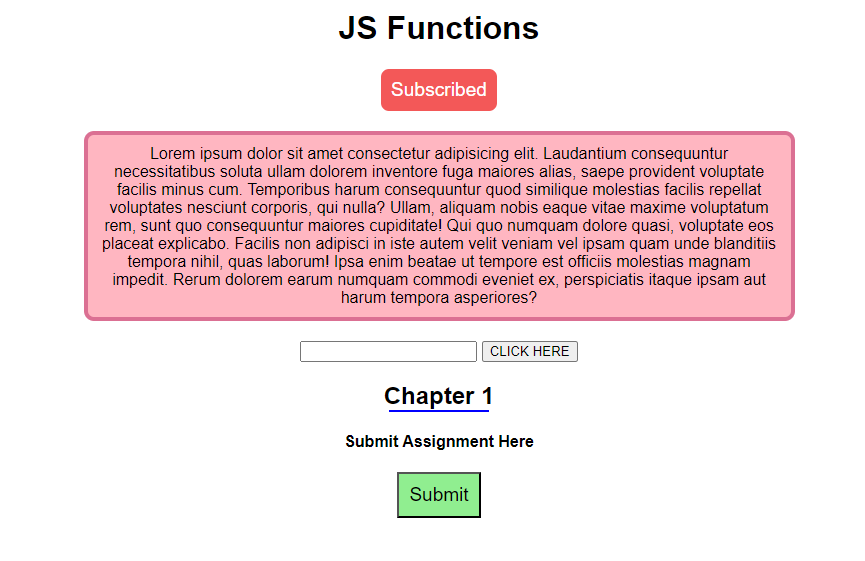 JS Functions
Subscribed
Lorem ipsum dolor sit amet consectetur adipisicing elit. Laudantium consequuntur
necessitatibus soluta ullam dolorem inventore fuga maiores alias, saepe provident voluptate
facilis minus cum. Temporibus harum consequuntur quod similique molestias facilis repellat
voluptates nesciunt corporis, qui nulla? Ullam, aliquam nobis eaque vitae maxime voluptatum
rem, sunt quo consequuntur maiores cupiditate! Qui quo numquam dolore quasi, voluptate eos
placeat explicabo. Facilis non adipisci in iste autem velit veniam vel ipsam quam unde blanditiis
tempora nihil, quas laborum! Ipsa enim beatae ut tempore est officiis molestias magnam
impedit. Rerum dolorem earum numquam commodi eveniet ex, perspiciatis itaque ipsam aut
harum tempora asperiores?
CLICK HERE
Chapter 1
Submit Assignment Here
Submit